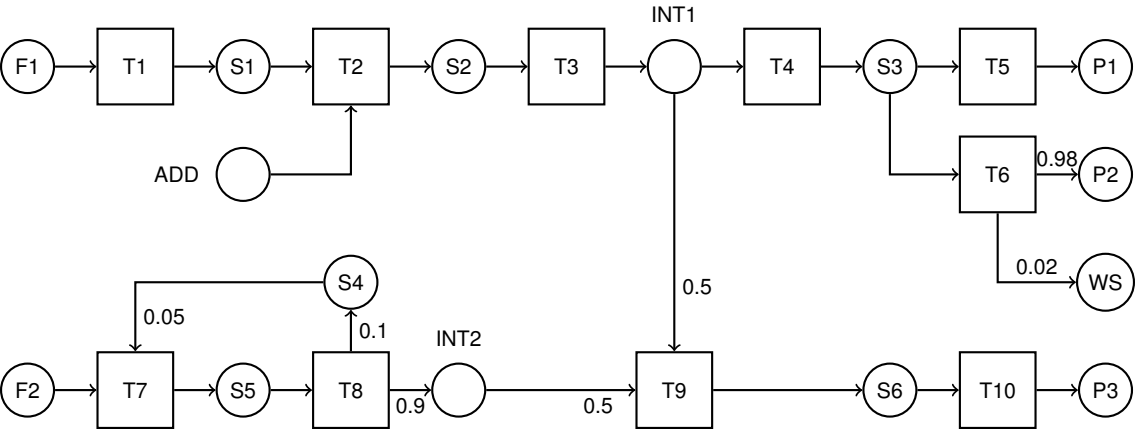 INT1
F1
T1
S1
T2
S2
T3
T4
S3
T5
P1
ADD
T6
0.98
P2
0.02
WS
S4
0.05
0.1
0.5
INT2
F2
T7
S5
T8
0.9
0.5
T9
S6
T10
P3